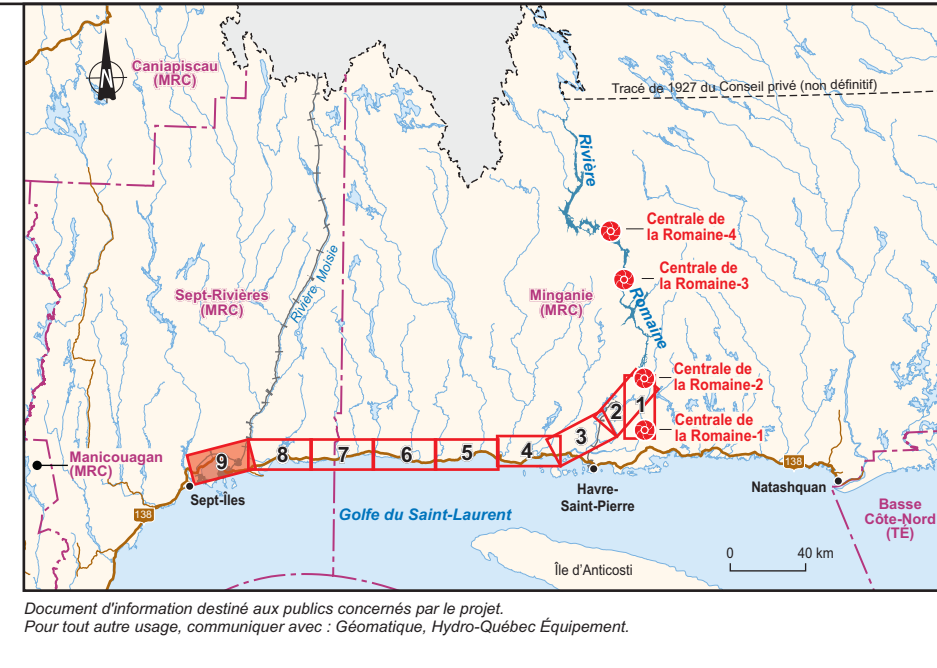 N
Caniapiscau
(MRC)
Tracé de 1927 du Conseil privé (non définitif)
Rivière
Centrale de
la Romaine-4
Centrale de
la Romaine-3
Sept-Rivières
(MRC)
Rivière Moisie
Minganie
(MRC)
Romaine
Centrale de
la Romaine-2
Centrale de
la Romaine-1
1
2
3
4
5
6
7
8
9
Manicouagan
(MRC)
Sept-Îles
138
Havre-
Saint-Pierre
138
Natashquan
Basse
Côte-Nord
(TÉ)
Golfe du Saint-Laurent
Île d'Anticosti
0 40 km
Document d'information destiné aux publics concernés par le projet.
Pour tout autre usage, communiquer avec : Géomatique, Hydro-Québec Équipement.